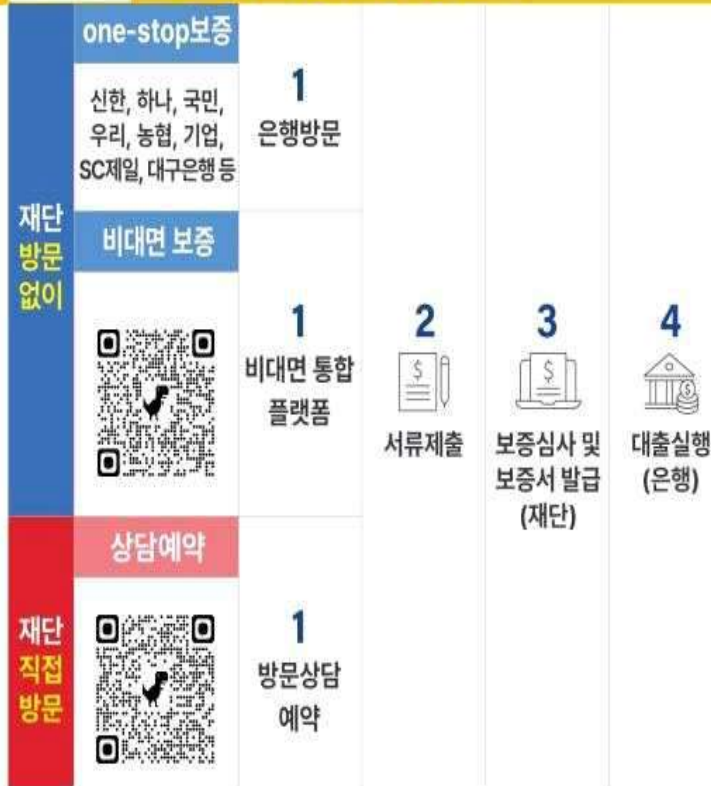 재단
방문
없이
one-stop보증
신한, 하나, 국민,
우리, 농협, 기업,
SC제일, 대구은행 등
1
은행방문
비대면 보증
1
비대면 통합
플랫폼
재단
직접
방문
상담예약
1
방문상담
예약
2
서류제출
3
보증심사 및
보증서 발급
(재단)
4
대출실행
(은행)